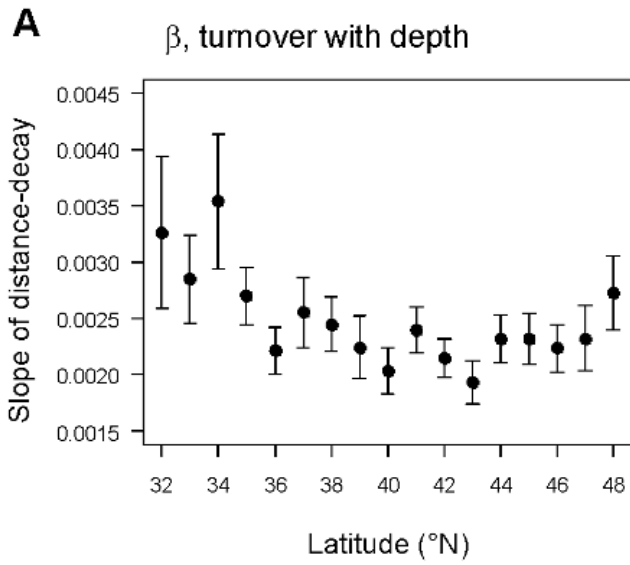 A
β, turnover with depth
0.0045
0.0040
0.0035
0.0030
0.0025
0.0020
0.0015
Slope of distance-decay
32 34 36 38 40 42 44 46 48
Latitude (°N)